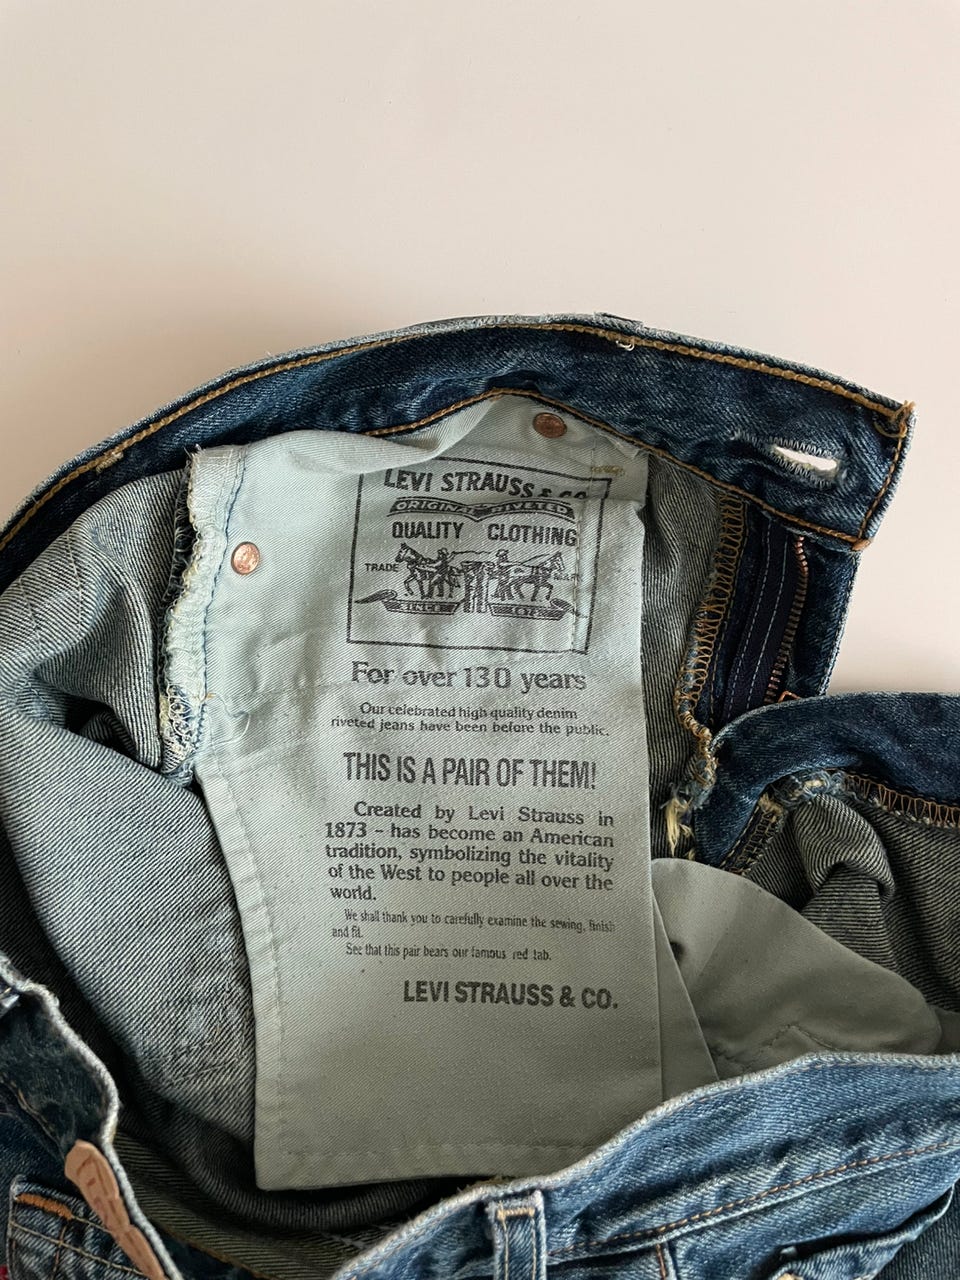 LEVI STRAUSS & CO
ORIGINAL RIVETED
QUALITY CLOTHING
TRADE MARK
SINCE 1873
For over 130 years
Our celebrated high quality denim
riveted jeans have been before the public.
THIS IS A PAIR OF THEM!
Created by Levi Strauss in
1873 – has become an American
tradition, symbolizing the vitality
of the West to people all over the
world.
We shall thank you to carefully examine the sewing, finish
and fit.
See that this pair bears our famous red tab.
LEVI STRAUSS & CO.